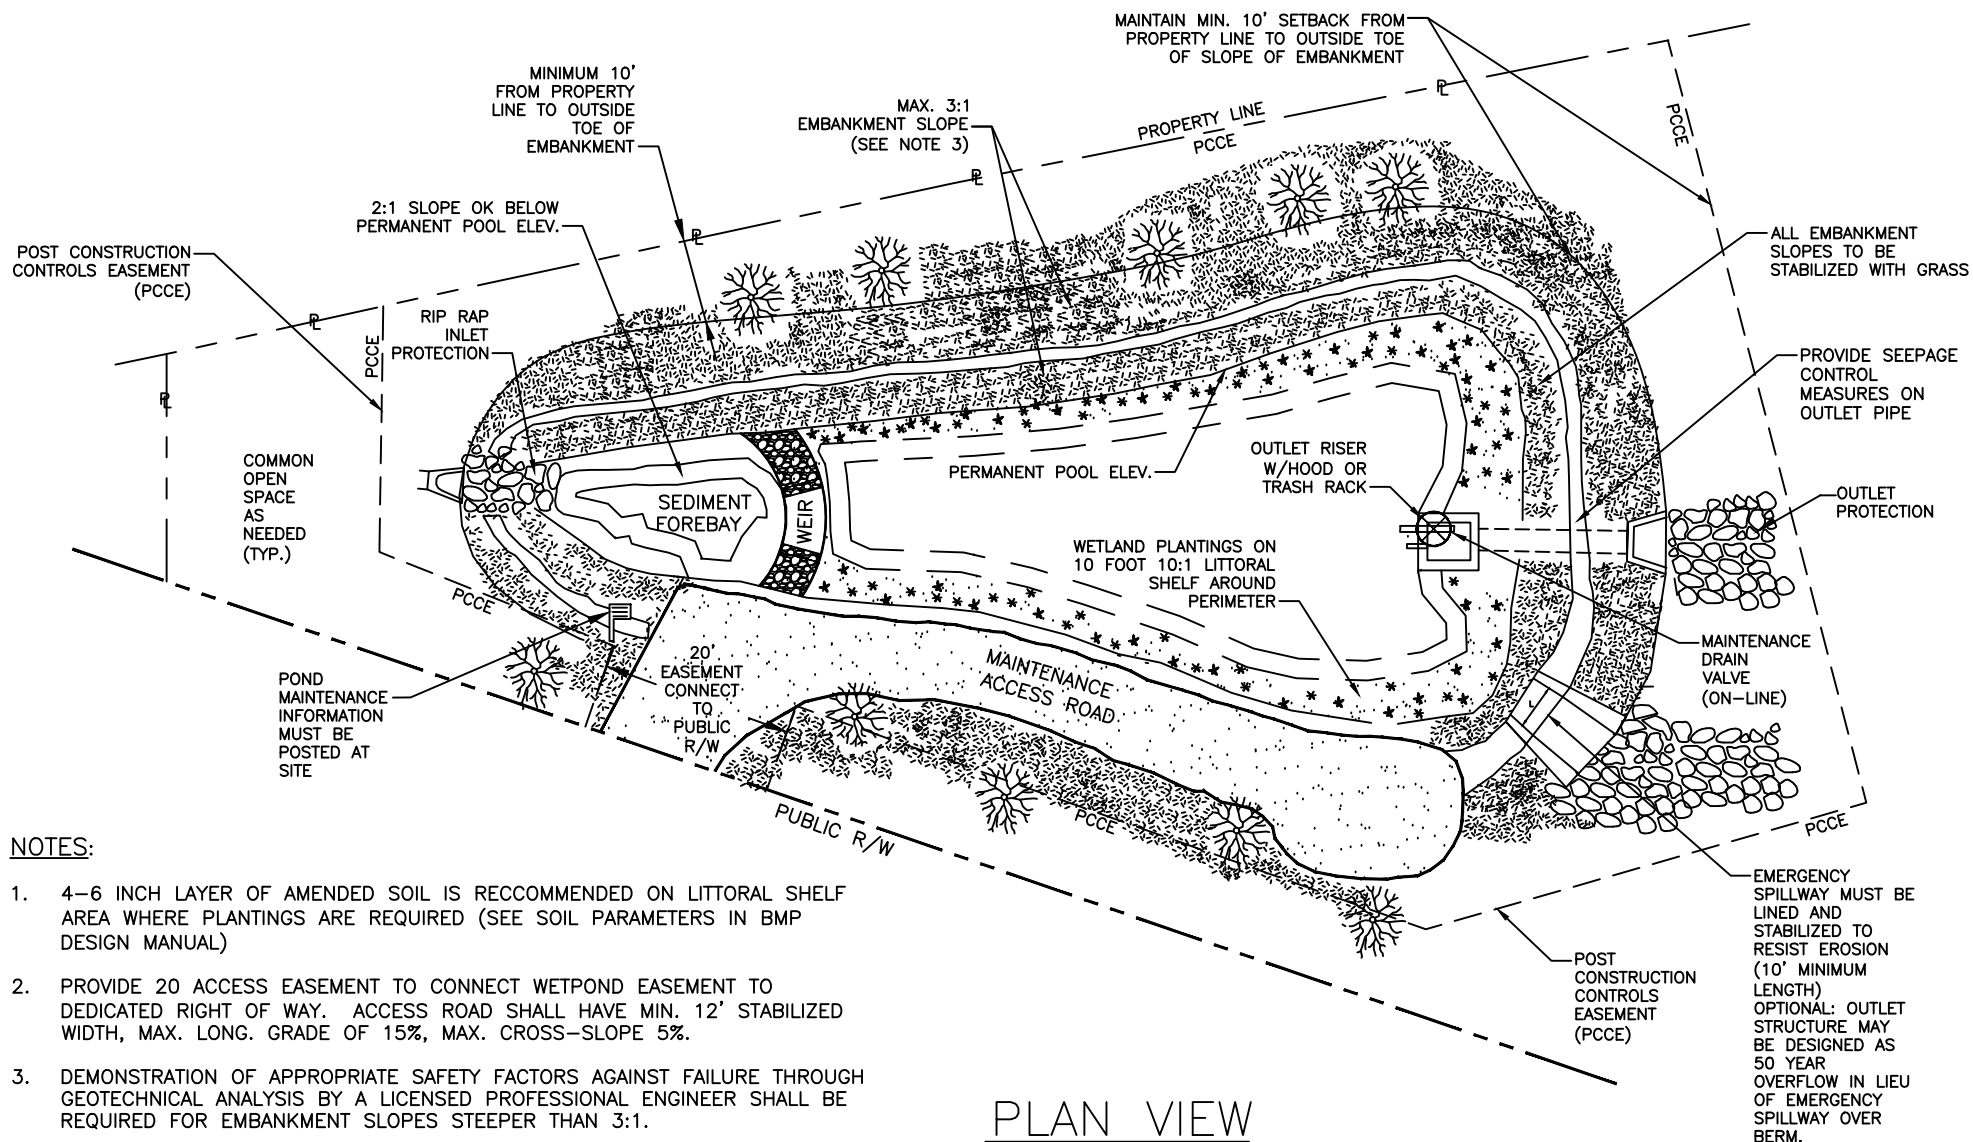 MAINTAIN MIN. 10' SETBACK FROM
PROPERTY LINE TO OUTSIDE TOE
OF SLOPE OF EMBANKMENT
MINIMUM 10'
FROM PROPERTY
LINE TO OUTSIDE
TOE OF
EMBANKMENT
MAX. 3:1
EMBANKMENT SLOPE
(SEE NOTE 3)
PROPERTY LINE
PCCE
PL
PCCE
PL
2:1 SLOPE OK BELOW
PERMANENT POOL ELEV.
PL
POST CONSTRUCTION
CONTROLS EASEMENT
(PCCE)
ALL EMBANKMENT
SLOPES TO BE
STABILIZED WITH GRASS
PL
RIP RAP
INLET
PROTECTION
PCCE
PL
PROVIDE SEEPAGE
CONTROL
MEASURES ON
OUTLET PIPE
COMMON
OPEN
SPACE
AS
NEEDED
(TYP.)
SEDIMENT
FOREBAY
WEIR
PERMANENT POOL ELEV.
OUTLET RISER
W/HOOD OR
TRASH RACK
OUTLET
PROTECTION
WETLAND PLANTINGS ON
10 FOOT 10:1 LITTORAL
SHELF AROUND
PERIMETER
PCCE
MAINTENANCE
DRAIN
VALVE
(ON-LINE)
20'
EASEMENT
CONNECT
TO
PUBLIC
R/W
MAINTENANCE
ACCESS ROAD
POND
MAINTENANCE
INFORMATION
MUST BE
POSTED AT
SITE
PUBLIC R/W
PCCE
PCCE
EMERGENCY
SPILLWAY MUST BE
LINED AND
STABILIZED TO
RESIST EROSION
(10' MINIMUM
LENGTH)
OPTIONAL: OUTLET
STRUCTURE MAY
BE DESIGNED AS
50 YEAR
OVERFLOW IN LIEU
OF EMERGENCY
SPILLWAY OVER
BERM.
POST
CONSTRUCTION
CONTROLS
EASEMENT
(PCCE)
NOTES:
1. 4-6 INCH LAYER OF AMENDED SOIL IS RECCOMMENDED ON LITTORAL SHELF
AREA WHERE PLANTINGS ARE REQUIRED (SEE SOIL PARAMETERS IN BMP
DESIGN MANUAL)
2. PROVIDE 20 ACCESS EASEMENT TO CONNECT WETPOND EASEMENT TO
DEDICATED RIGHT OF WAY. ACCESS ROAD SHALL HAVE MIN. 12' STABILIZED
WIDTH, MAX. LONG. GRADE OF 15%, MAX. CROSS-SLOPE 5%.
3. DEMONSTRATION OF APPROPRIATE SAFETY FACTORS AGAINST FAILURE THROUGH
GEOTECHNICAL ANALYSIS BY A LICENSED PROFESSIONAL ENGINEER SHALL BE
REQUIRED FOR EMBANKMENT SLOPES STEEPER THAN 3:1.
PLAN VIEW